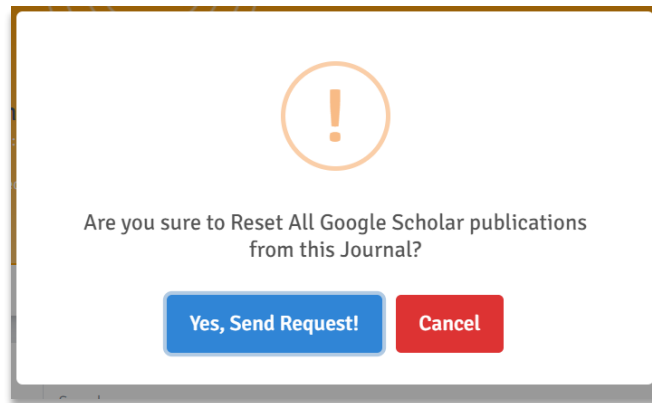 !
Are you sure to Reset All Google Scholar publications
from this Journal?
Yes, Send Request!
Cancel